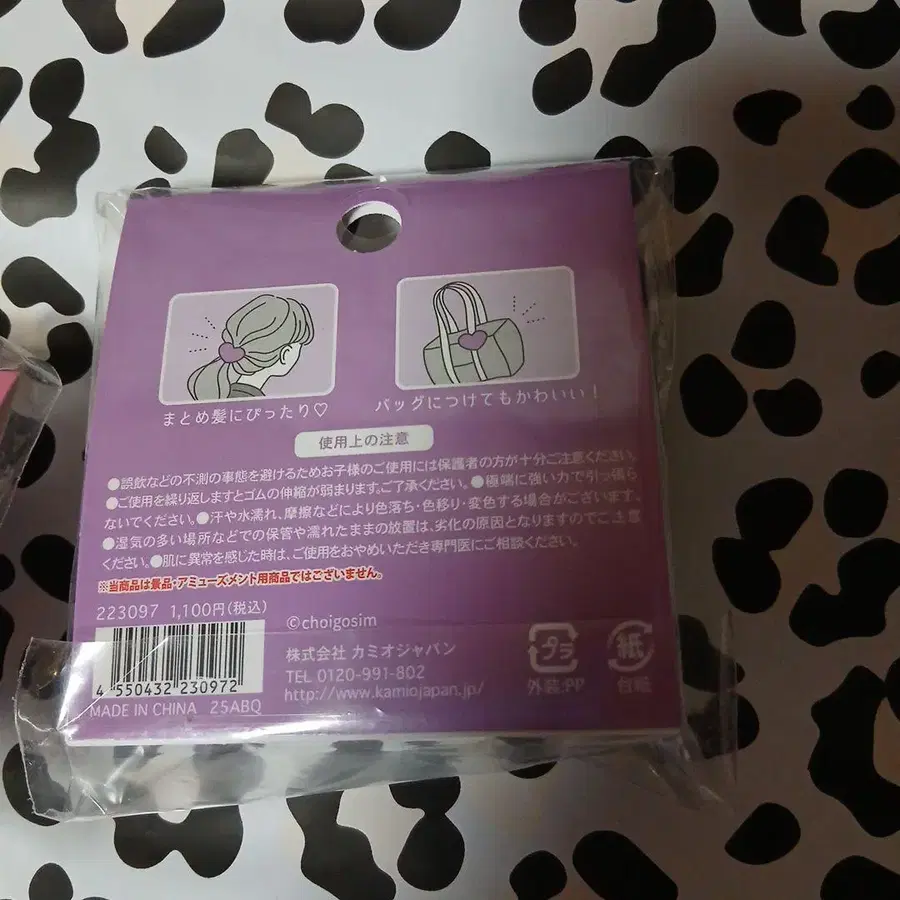 まとめ髪にぴったり♡
バッグにつけてもかわいい！
使用上の注意
●誤飲などの不測の事態を避けるためお子様のご使用には保護者の方が十分ご注意ください。
●ご使用を繰り返しますとゴムの伸縮が弱まります。ご了承ください。●極端に強い力で引っ張ら
ないでください。●汗や水濡れ、摩擦などにより色落ち・色移り・変色する場合がございます。
●湿気の多い場所などでの保管や濡れたままの放置は、劣化の原因となりますのでご注意
ください。●肌に異常を感じた時は、ご使用をおやめいただき専門医にご相談ください。
※当商品は景品・アミューズメント用商品ではございません。
223097 1,100円(税込)
©choigosim
4 550432 230972
MADE IN CHINA 25ABQ
株式会社 カミオジャパン
TEL 0120-991-802
http://www.kamiojapan.jp/
プラ
外装:PP
紙
台紙